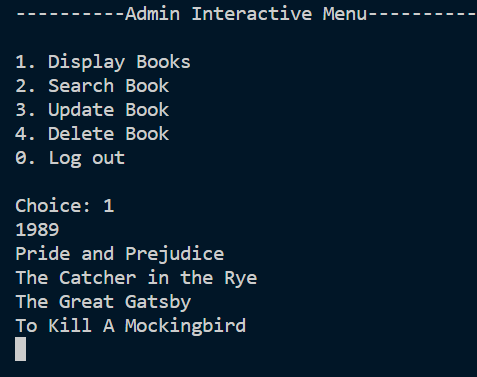 ----------Admin Interactive Menu----------
1. Display Books
2. Search Book
3. Update Book
4. Delete Book
0. Log out
Choice: 1
1989
Pride and Prejudice
The Catcher in the Rye
The Great Gatsby
To Kill A Mockingbird